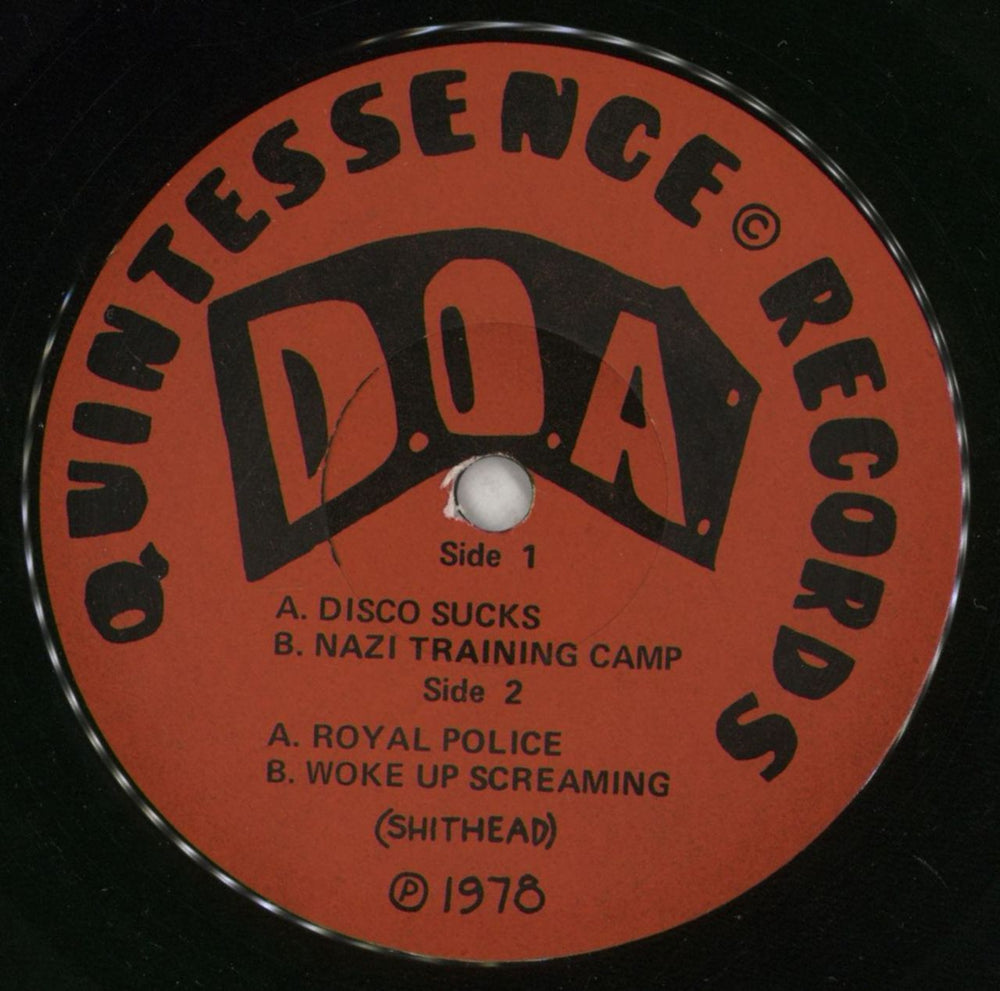 QUINTESSENCE © RECORDS
D.O.A.
Side 1
A. DISCO SUCKS
B. NAZI TRAINING CAMP
Side 2
A. ROYAL POLICE
B. WOKE UP SCREAMING
(SHITHEAD)
℗ 1978